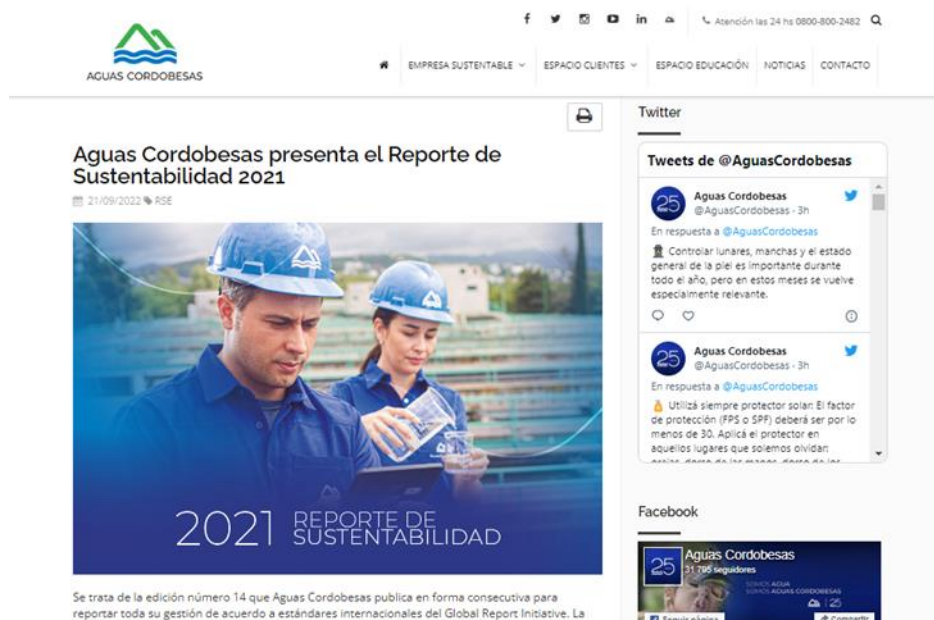 Atención las 24 hs 0800-800-2482
AGUAS CORDOBESAS
EMPRESA SUSTENTABLE
ESPACIO CLIENTES
ESPACIO EDUCACIÓN
NOTICIAS
CONTACTO
Aguas Cordobesas presenta el Reporte de
Sustentabilidad 2021
21/09/2022 RSE
2021 REPORTE DE
SUSTENTABILIDAD
Se trata de la edición número 14 que Aguas Cordobesas publica en forma consecutiva para
reportar toda su gestión de acuerdo a estándares internacionales del Global Report Initiative. La
Twitter
Tweets de @AguasCordobesas
25
Aguas Cordobesas
@AguasCordobesas · 3h
En respuesta a @AguasCordobesas
Controlar lunares, manchas y el estado
general de la piel es importante durante
todo el año, pero en estos meses se vuelve
especialmente relevante.
25
Aguas Cordobesas
@AguasCordobesas · 3h
En respuesta a @AguasCordobesas
Utilizá siempre protector solar: El factor
de protección (FPS o SPF) deberá ser por lo
menos de 30. Aplicá el protector en
aquellos lugares que solemos olvidar:
Facebook
25
Aguas Cordobesas
31 795 seguidores
SOMOS AGUA
SOMOS AGUAS CORDOBESAS
25
Seguir página
Compartir